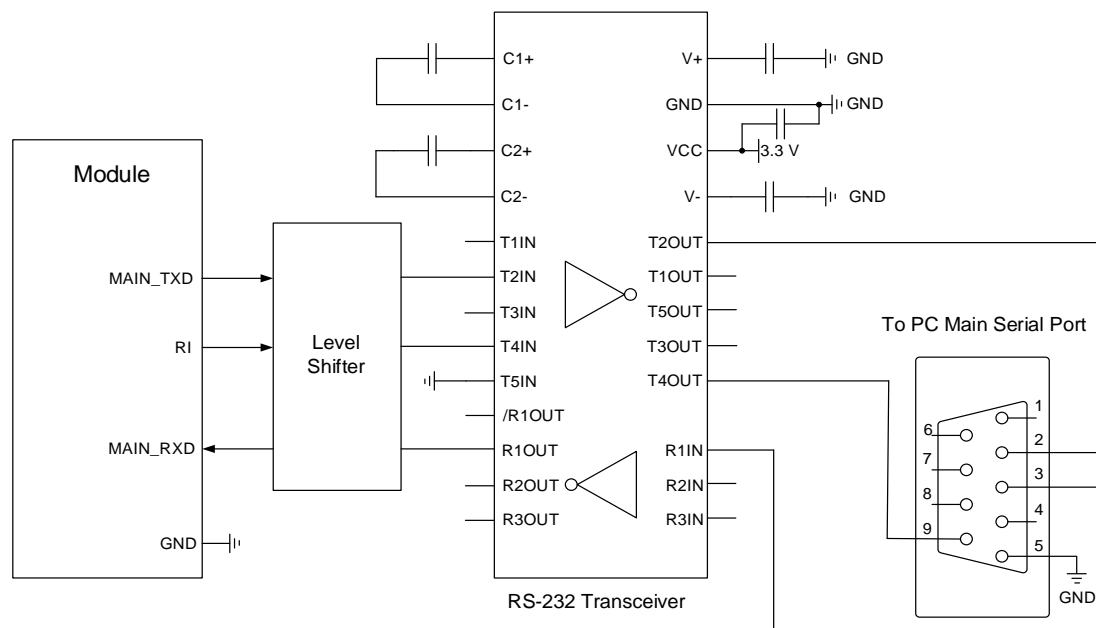 Module
MAIN_TXD
RI
MAIN_RXD
GND
Level
Shifter
C1+
C1-
C2+
C2-
T1IN
T2IN
T3IN
T4IN
T5IN
/R1OUT
R1OUT
R2OUT
R3OUT
V+
GND
VCC
V-
T2OUT
T1OUT
T5OUT
T3OUT
T4OUT
R1IN
R2IN
R3IN
GND
GND
3.3 V
GND
RS-232 Transceiver
To PC Main Serial Port
1
6
2
7
3
8
4
9
5
GND